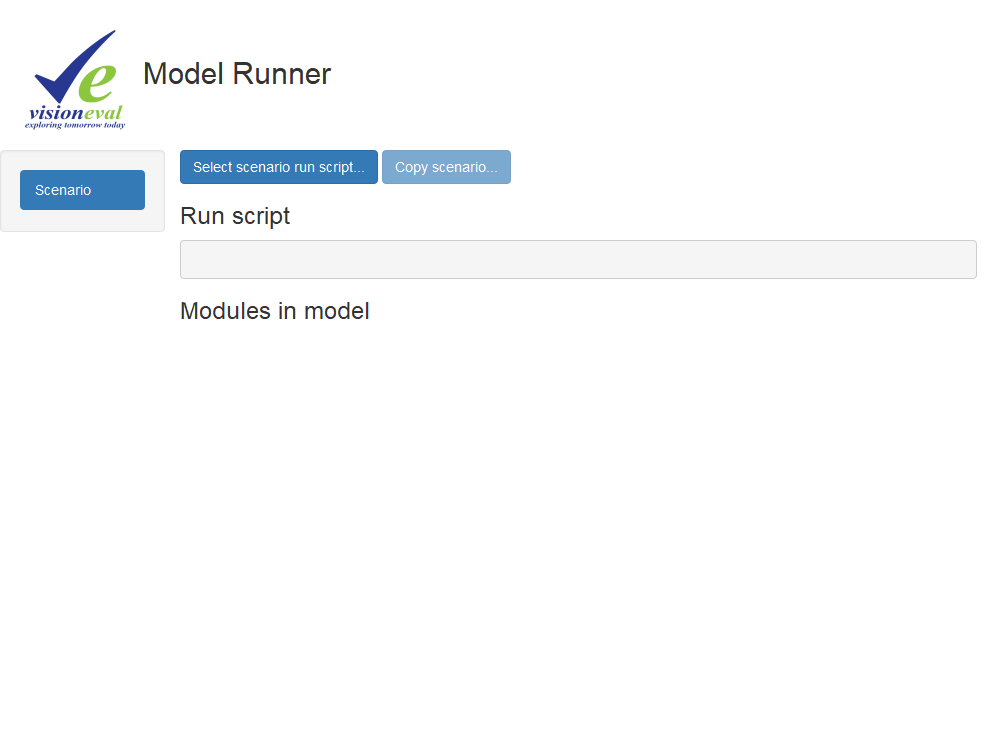 Model Runner
visioneval
exploring tomorrow today
Scenario
Select scenario run script...
Copy scenario...
Run script
Modules in model